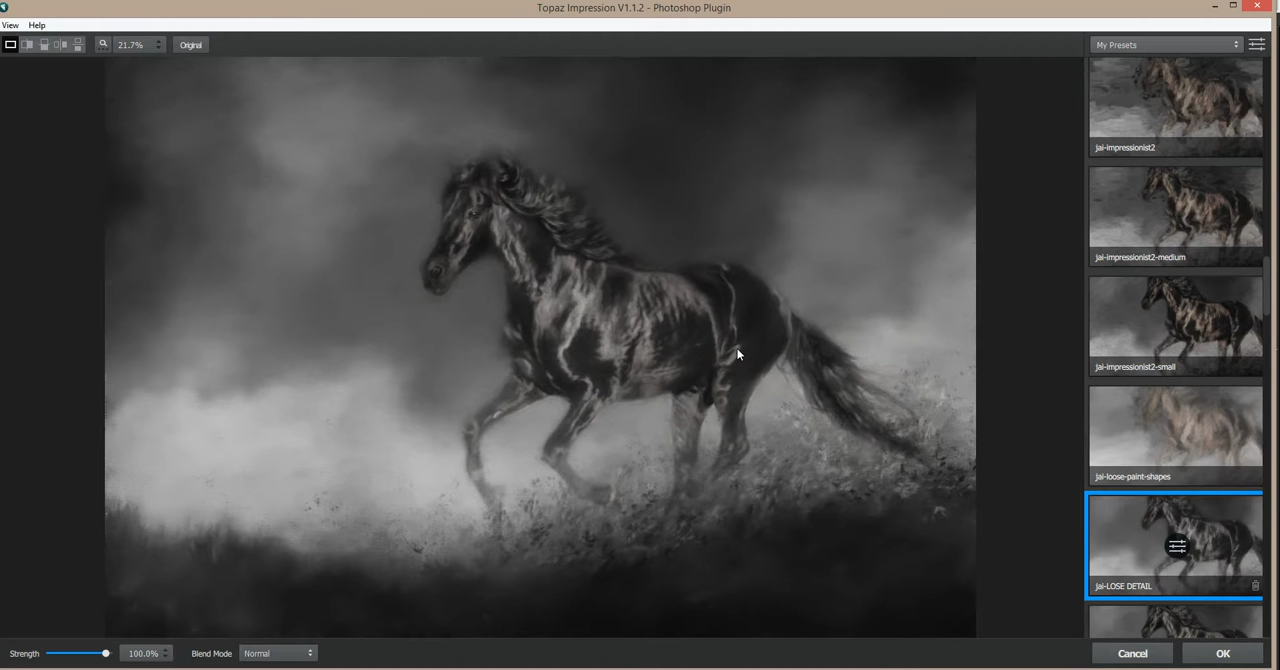 Topaz Impression V1.1.2 - Photoshop Plugin
View Help
21.7% Original My Presets
jai-impressionist2
jai-impressionist2-medium
jai-impressionist2-small
jai-loose-paint-shapes
jai-LOSE DETAIL
Strength 100.0% Blend Mode Normal Cancel OK